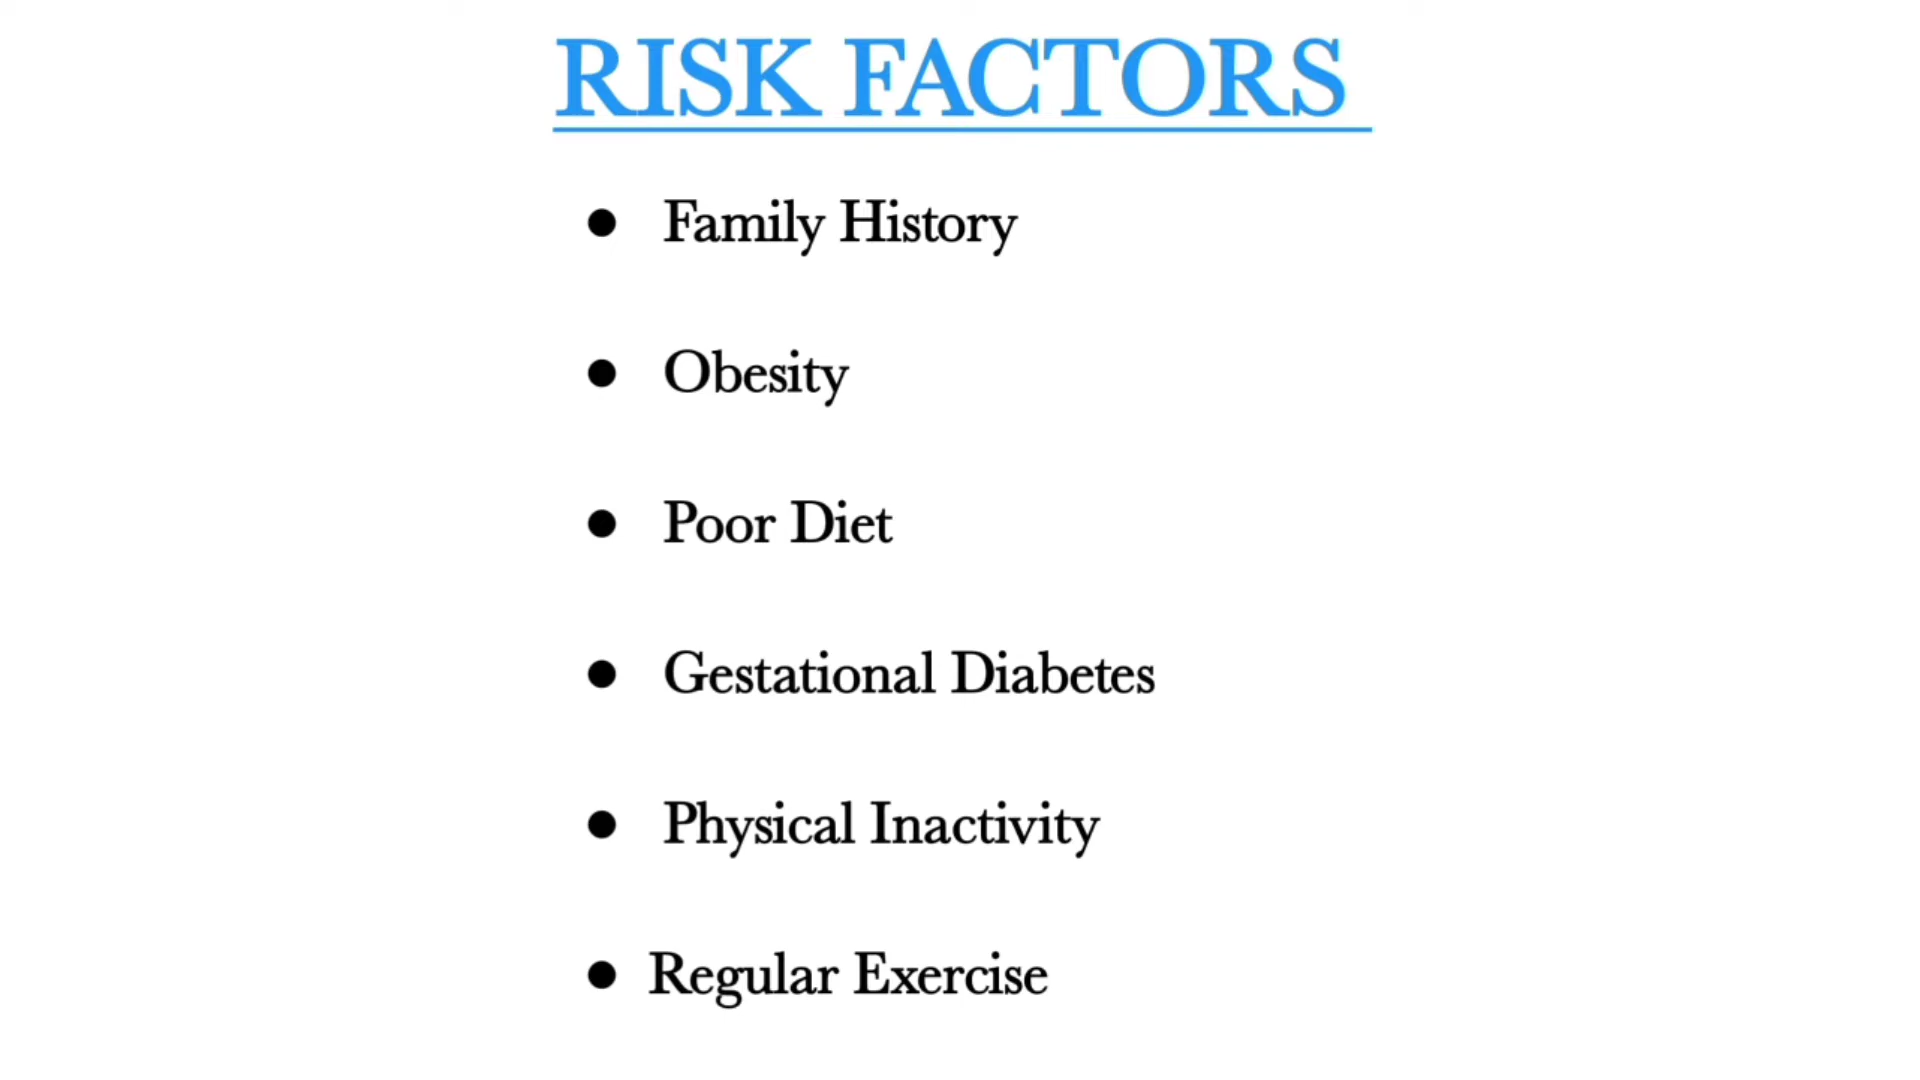 RISK FACTORS
● Family History
● Obesity
● Poor Diet
● Gestational Diabetes
● Physical Inactivity
● Regular Exercise